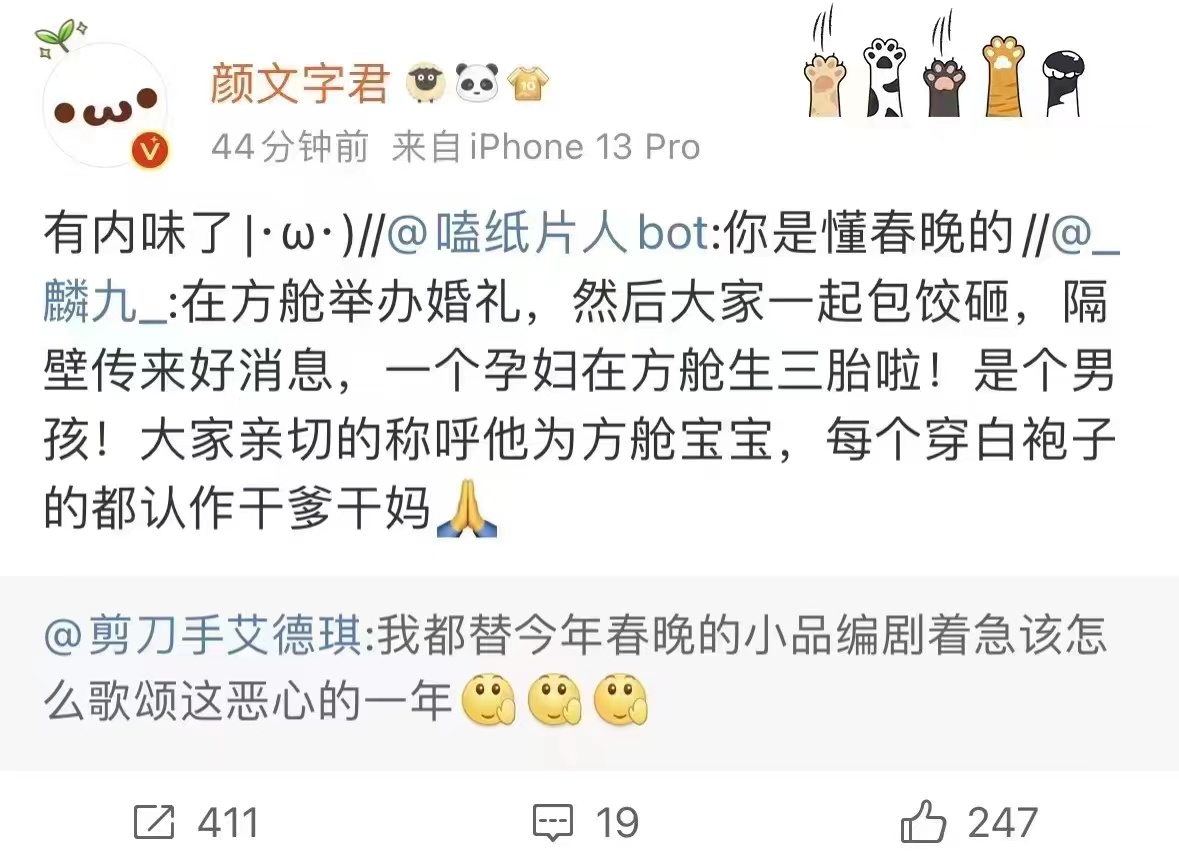 颜文字君
44分钟前 来自iPhone 13 Pro
有内味了|·ω·)//@嗑纸片人bot:你是懂春晚的//@_
麟九_:在方舱举办婚礼，然后大家一起包饺砸，隔
壁传来好消息，一个孕妇在方舱生三胎啦！是个男
孩！大家亲切的称呼他为方舱宝宝，每个穿白袍子
的都认作干爹干妈🙏
@剪刀手艾德琪:我都替今年春晚的小品编剧着急该怎
么歌颂这恶心的一年
411 19 247